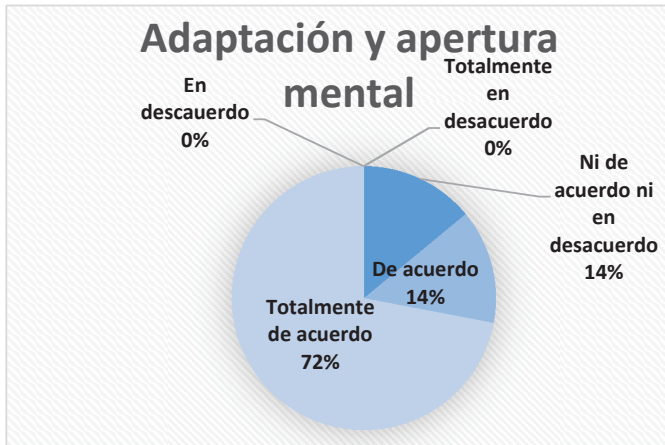 Adaptación y apertura
mental
En
descauerdo
0%
Totalmente
en
desacuerdo
0%
Ni de
acuerdo ni
en
desacuerdo
14%
De acuerdo
14%
Totalmente
de acuerdo
72%